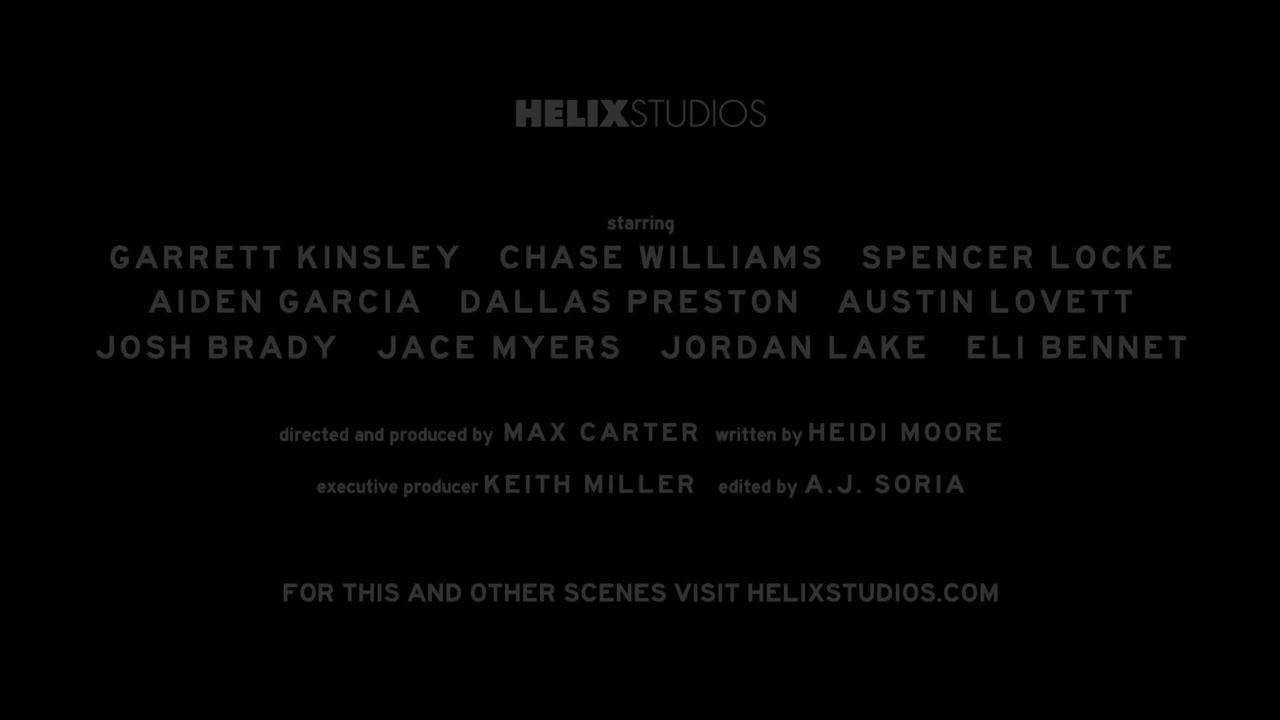 HELIXSTUDIOS
starring
GARRETT KINSLEY CHASE WILLIAMS SPENCER LOCKE
AIDEN GARCIA DALLAS PRESTON AUSTIN LOVETT
JOSH BRADY JACE MYERS JORDAN LAKE ELI BENNET
directed and produced by MAX CARTER written by HEIDI MOORE
executive producer KEITH MILLER edited by A.J. SORIA
FOR THIS AND OTHER SCENES VISIT HELIXSTUDIOS.COM